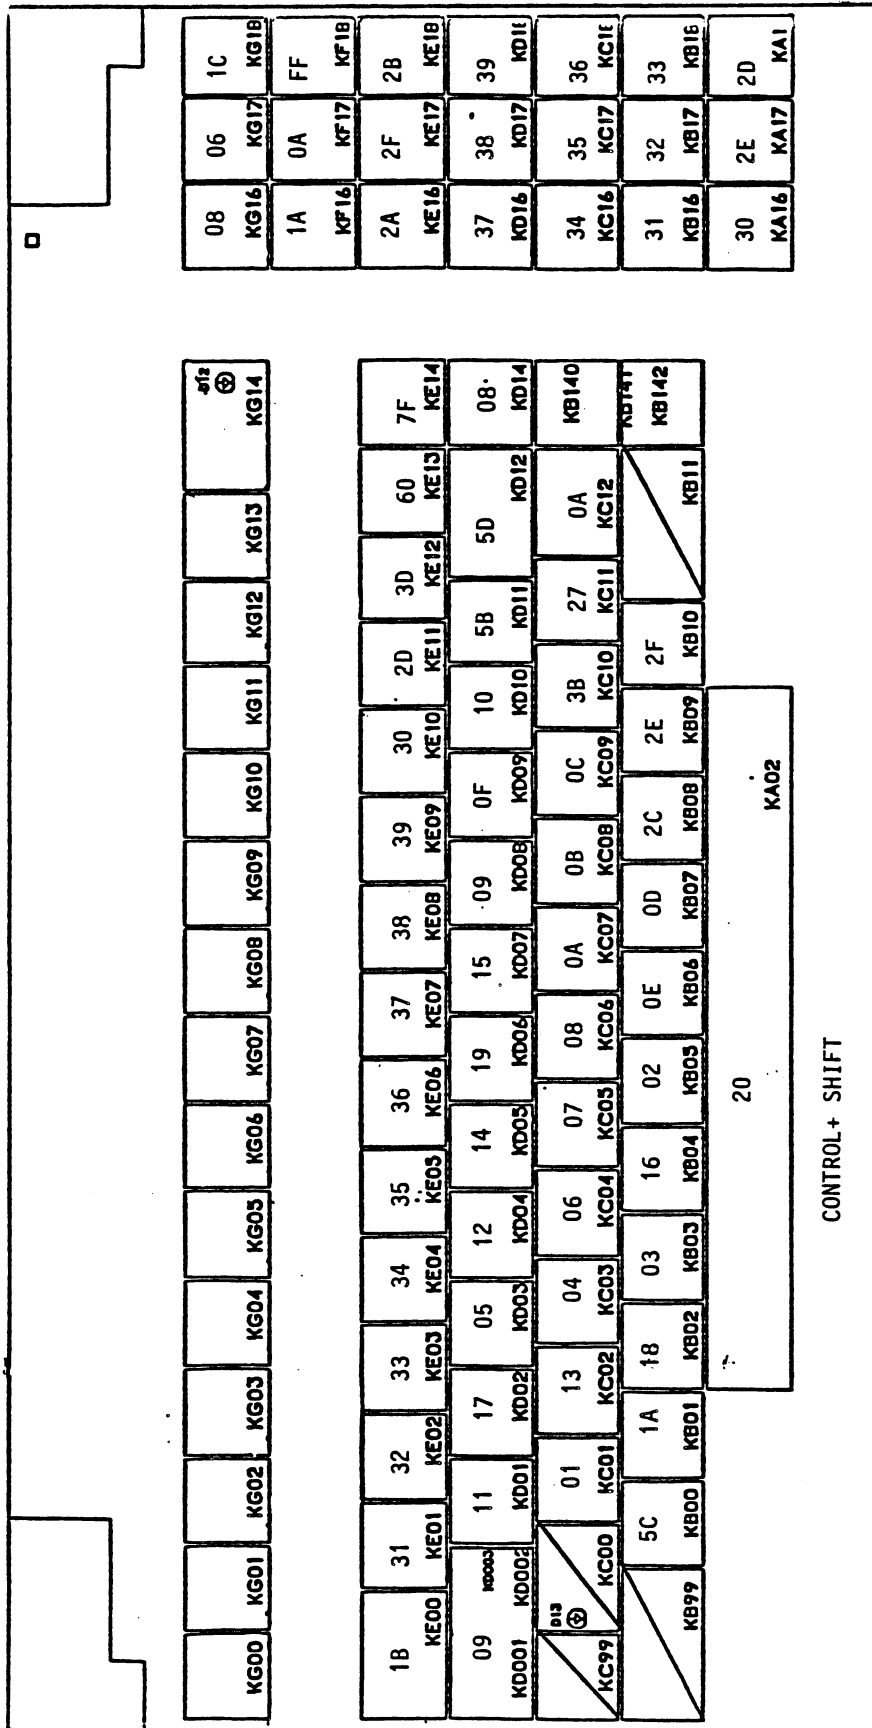 D12
08 06 1C
KG00 KG01 KG02 KG03 KG04 KG05 KG06 KG07 KG08 KG09 KG10 KG11 KG12 KG13 KG14 KG16 KG17 KG18
1A 0A FF
KF16 KF17 KF18
1B 31 32 33 34 35 36 37 38 39 30 2D 3D 60 7F 2A 2F 2B
KE00 KE01 KE02 KE03 KE04 KE05 KE06 KE07 KE08 KE09 KE10 KE11 KE12 KE13 KE14 KE16 KE17 KE18
09 KD003 11 17 05 12 14 19 15 09 0F 10 5B 5D 08 37 38 39
KD001 KD002 KD01 KD02 KD03 KD04 KD05 KD06 KD07 KD08 KD09 KD10 KD11 KD12 KD14 KD16 KD17 KD18
D13 01 13 04 06 07 08 0A 0B 0C 3B 27 0A KB140 34 35 36
KC99 KC00 KC01 KC02 KC03 KC04 KC05 KC06 KC07 KC08 KC09 KC10 KC11 KC12 KC16 KC17 KC18
KB141
5C 1A 18 03 16 02 0E 0D 2C 2E 2F KB142 31 32 33
KB99 KB00 KB01 KB02 KB03 KB04 KB05 KB06 KB07 KB08 KB09 KB10 KB11 KB16 KB17 KB18
20 30 2E 2D
KA02 KA16 KA17 KA1
CONTROL+ SHIFT